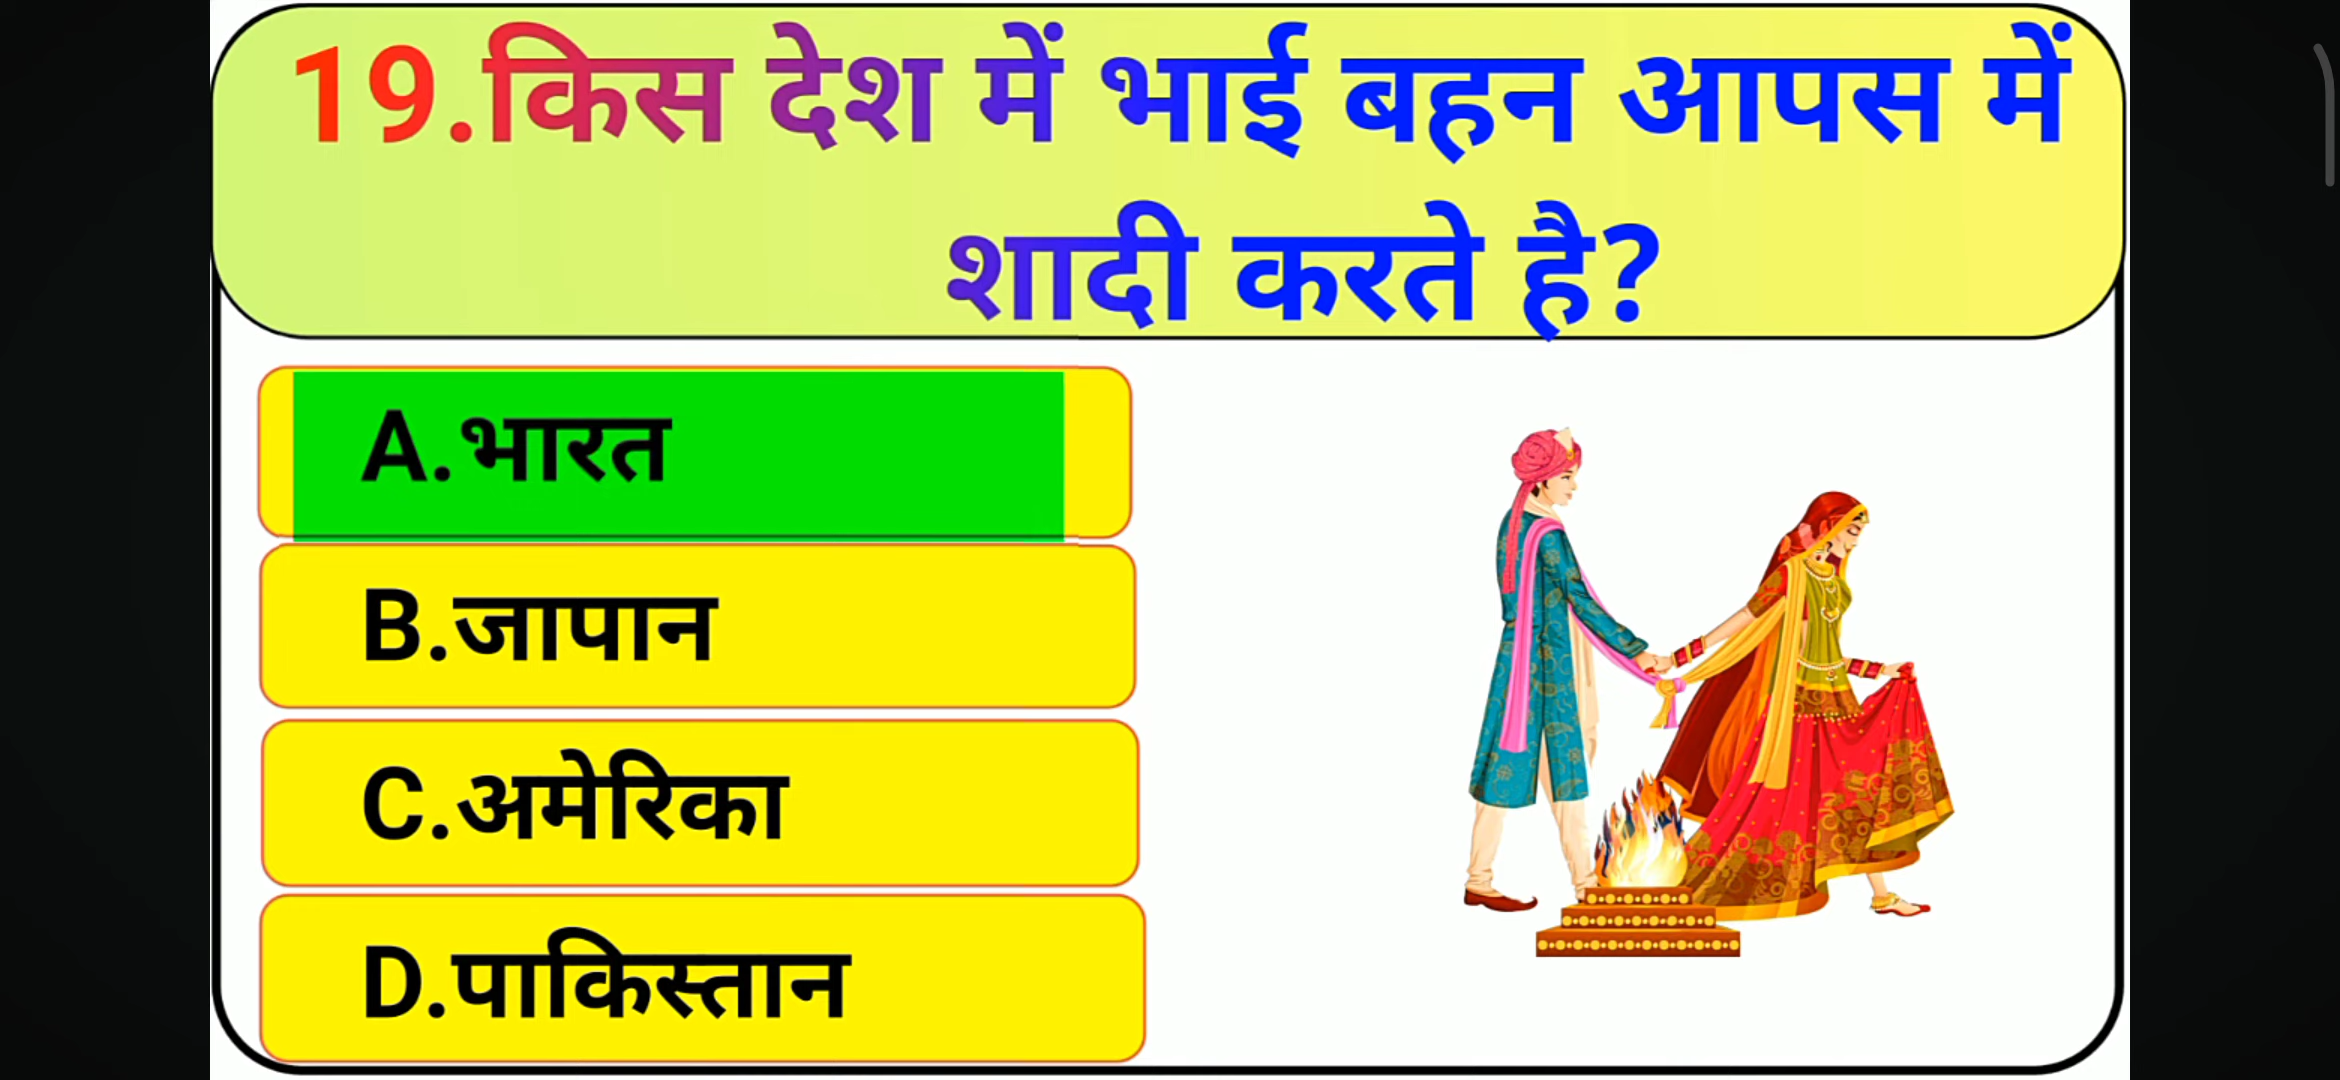 19.किस देश में भाई बहन आपस में
शादी करते है?
A.भारत
B.जापान
C.अमेरिका
D.पाकिस्तान